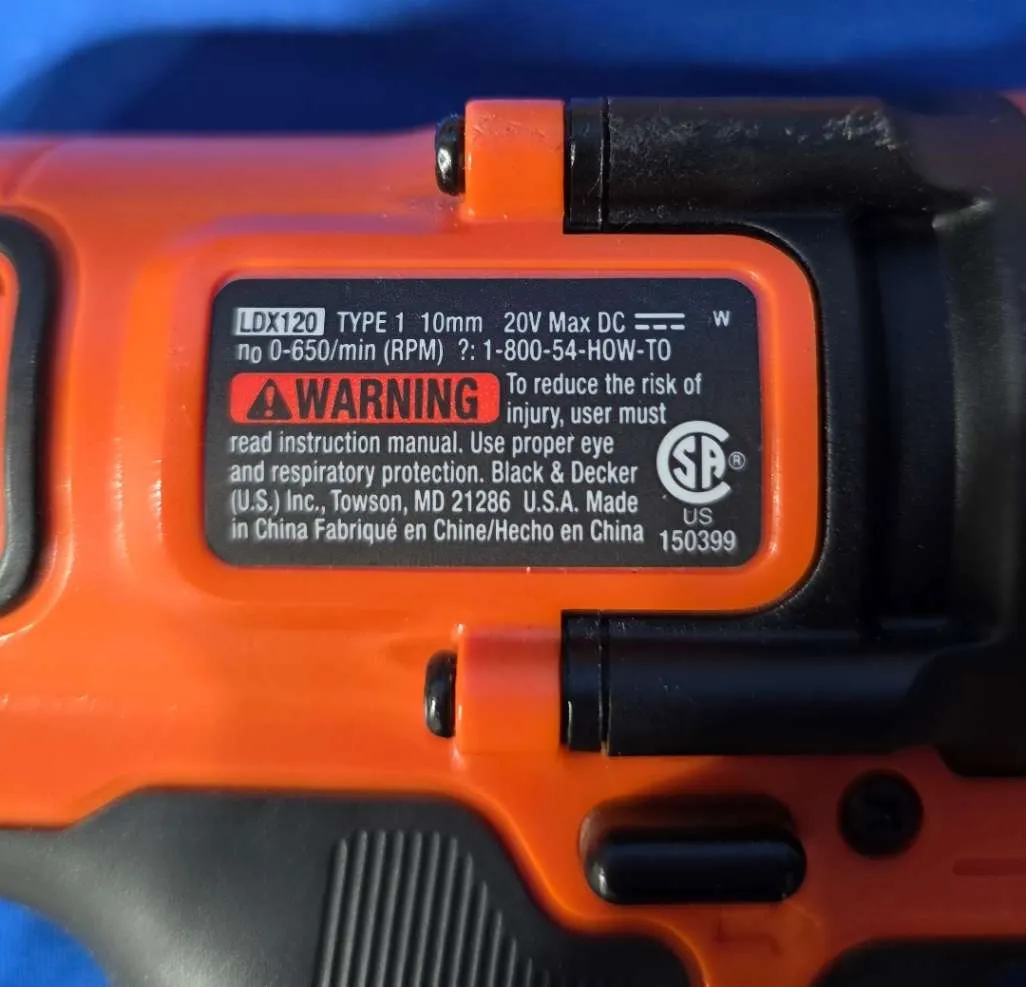 LDX120 TYPE 1 10mm 20V Max DC W
n0 0-650/min (RPM) ?: 1-800-54-HOW-TO
WARNING To reduce the risk of
injury, user must
read instruction manual. Use proper eye
and respiratory protection. Black & Decker
(U.S.) Inc., Towson, MD 21286 U.S.A. Made
in China Fabriqué en Chine/Hecho en China
SA ®
US
150399